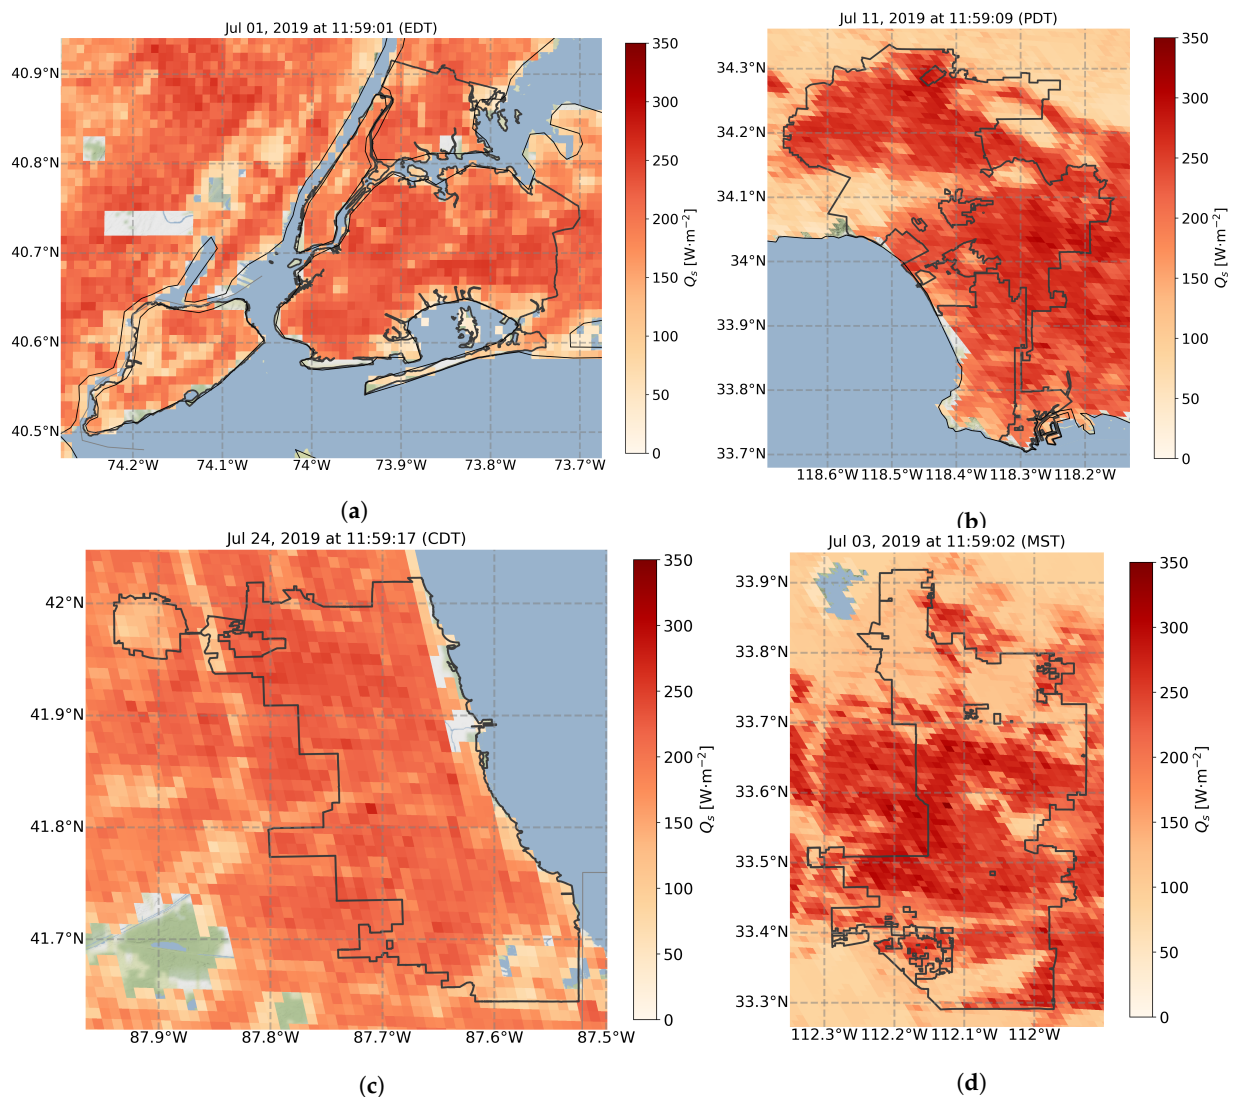 Jul 01, 2019 at 11:59:01 (EDT)
40.9°N
40.8°N
40.7°N
40.6°N
40.5°N
74.2°W 74.1°W 74°W 73.9°W 73.8°W 73.7°W
350
300
250
200
150
100
50
0
Qs [W·m−2]
(a)
Jul 11, 2019 at 11:59:09 (PDT)
34.3°N
34.2°N
34.1°N
34°N
33.9°N
33.8°N
33.7°N
118.6°W 118.5°W 118.4°W 118.3°W 118.2°W
350
300
250
200
150
100
50
0
Qs [W·m−2]
(b)
Jul 24, 2019 at 11:59:17 (CDT)
42°N
41.9°N
41.8°N
41.7°N
87.9°W 87.8°W 87.7°W 87.6°W 87.5°W
350
300
250
200
150
100
50
0
Qs [W·m−2]
(c)
Jul 03, 2019 at 11:59:02 (MST)
33.9°N
33.8°N
33.7°N
33.6°N
33.5°N
33.4°N
33.3°N
112.3°W 112.2°W 112.1°W 112°W
350
300
250
200
150
100
50
0
Qs [W·m−2]
(d)